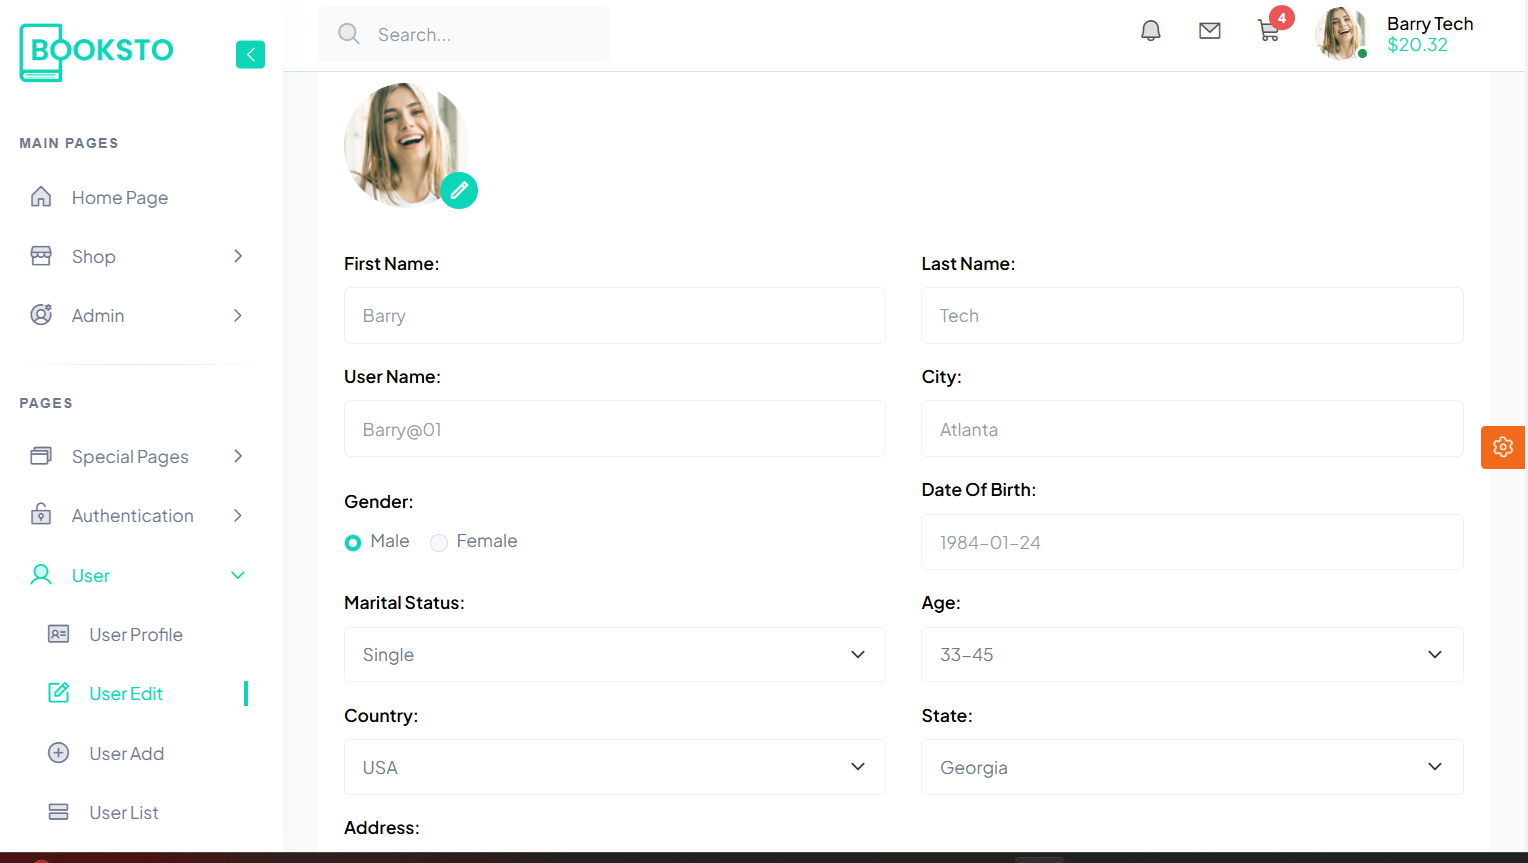 BOOKSTO
Search...
4
Barry Tech
$20.32
MAIN PAGES
Home Page
Shop
Admin
PAGES
Special Pages
Authentication
User
User Profile
User Edit
User Add
User List
First Name:
Last Name:
Barry
Tech
User Name:
City:
Barry@01
Atlanta
Gender:
Date Of Birth:
Male Female
1984-01-24
Marital Status:
Age:
Single
33-45
Country:
State:
USA
Georgia
Address: